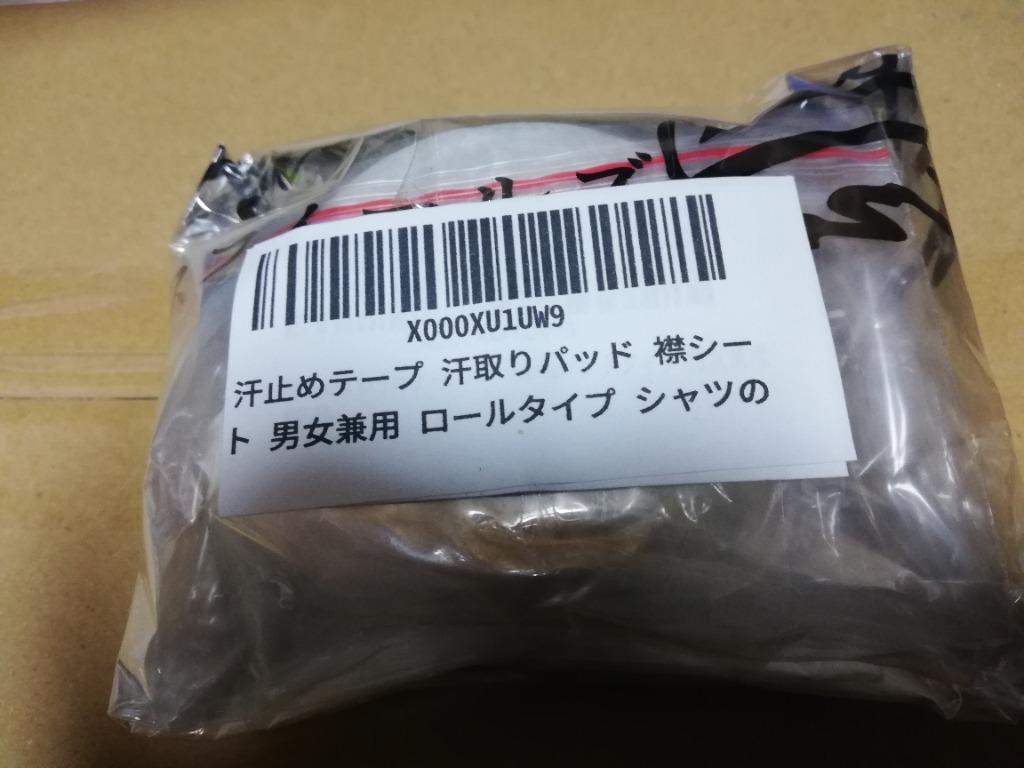 X000XU1UW9
汗止めテープ 汗取りパッド 襟シー
ト 男女兼用 ロールタイプ シャツの